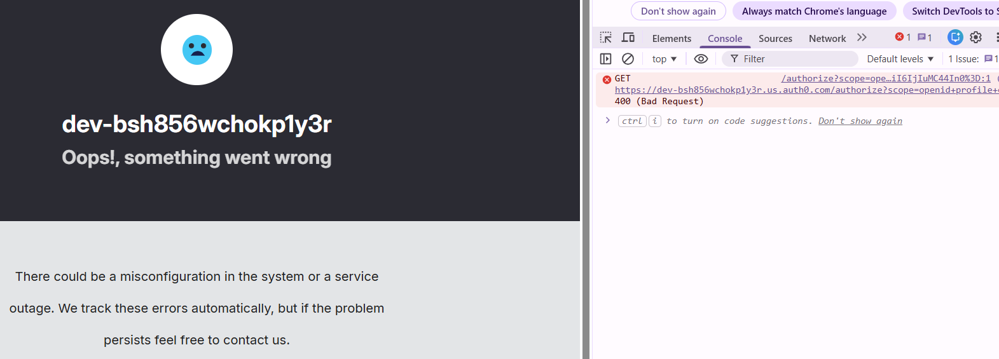 dev-bsh856wchokp1y3r
Oops!, something went wrong
There could be a misconfiguration in the system or a service
outage. We track these errors automatically, but if the problem
persists feel free to contact us.
Don't show again
Always match Chrome's language
Switch DevTools to
Elements
Console
Sources
Network
1
1
top
Filter
Default levels
1 Issue:
1
GET
/authorize?scope=ope…iI6IjIuMC44In0%3D:1
https://dev-bsh856wchokp1y3r.us.auth0.com/authorize?scope=openid+profile+
400 (Bad Request)
ctrl i to turn on code suggestions. Don't show again